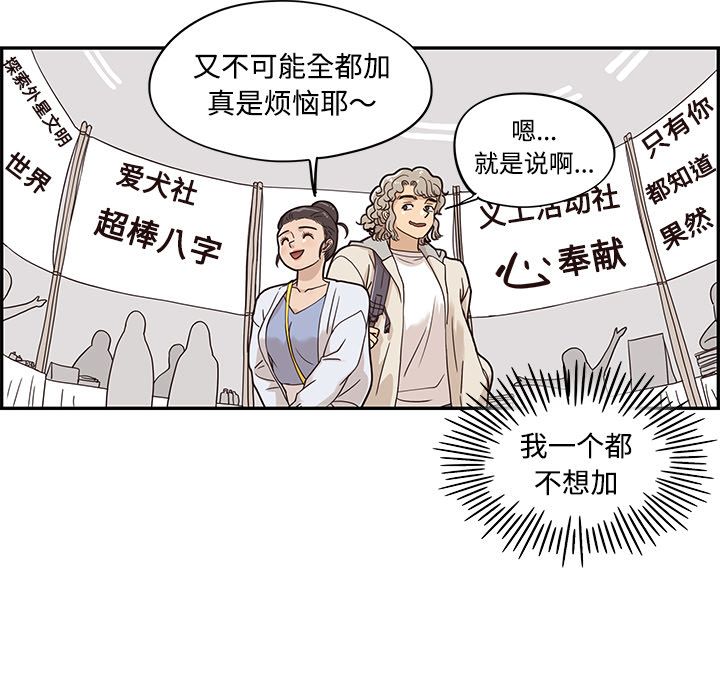 又不可能全都加
真是烦恼耶～
嗯...
就是说啊...
探索外星文明
世界
爱犬社
超棒八字
义工活动社
心奉献
只有你
都知道
果然
我一个都
不想加